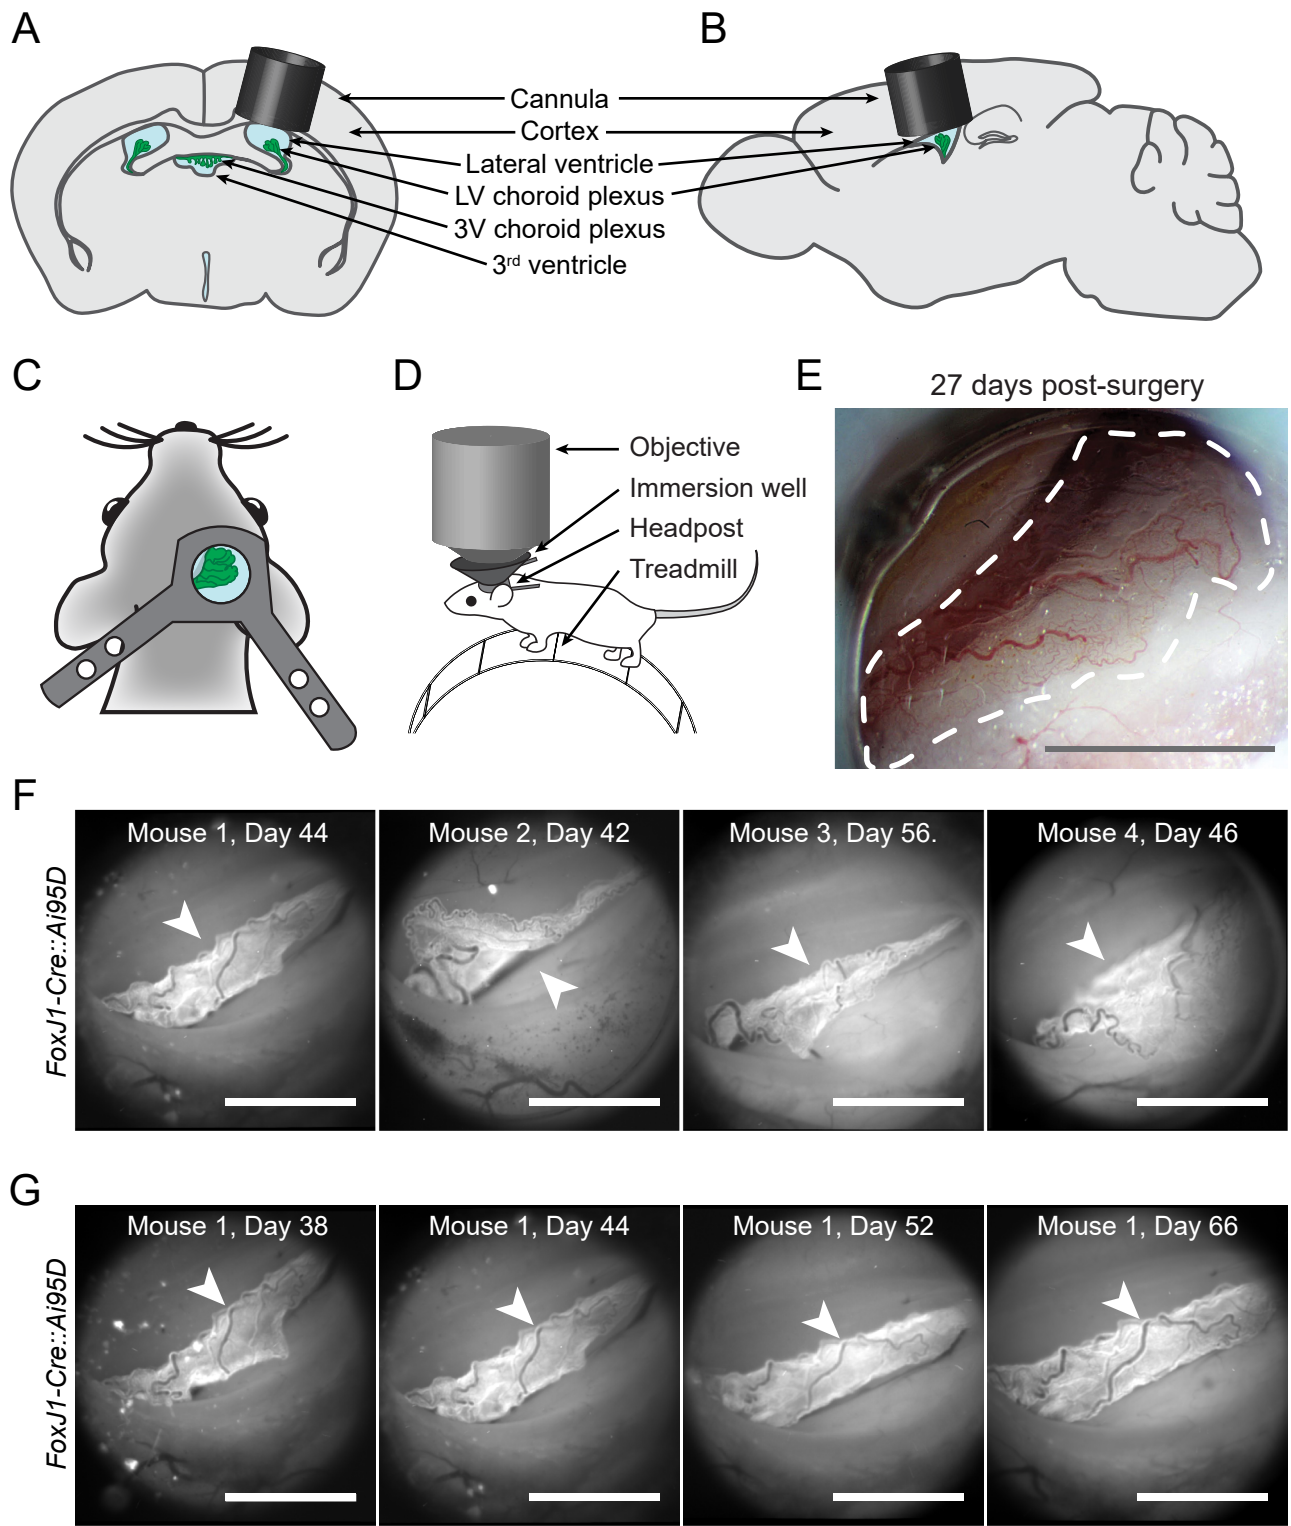 A
B
Cannula
Cortex
Lateral ventricle
LV choroid plexus
3V choroid plexus
3rd ventricle
C
D
E
27 days post-surgery
Objective
Immersion well
Headpost
Treadmill
F
FoxJ1-Cre::Ai95D
Mouse 1, Day 44
Mouse 2, Day 42
Mouse 3, Day 56.
Mouse 4, Day 46
G
FoxJ1-Cre::Ai95D
Mouse 1, Day 38
Mouse 1, Day 44
Mouse 1, Day 52
Mouse 1, Day 66